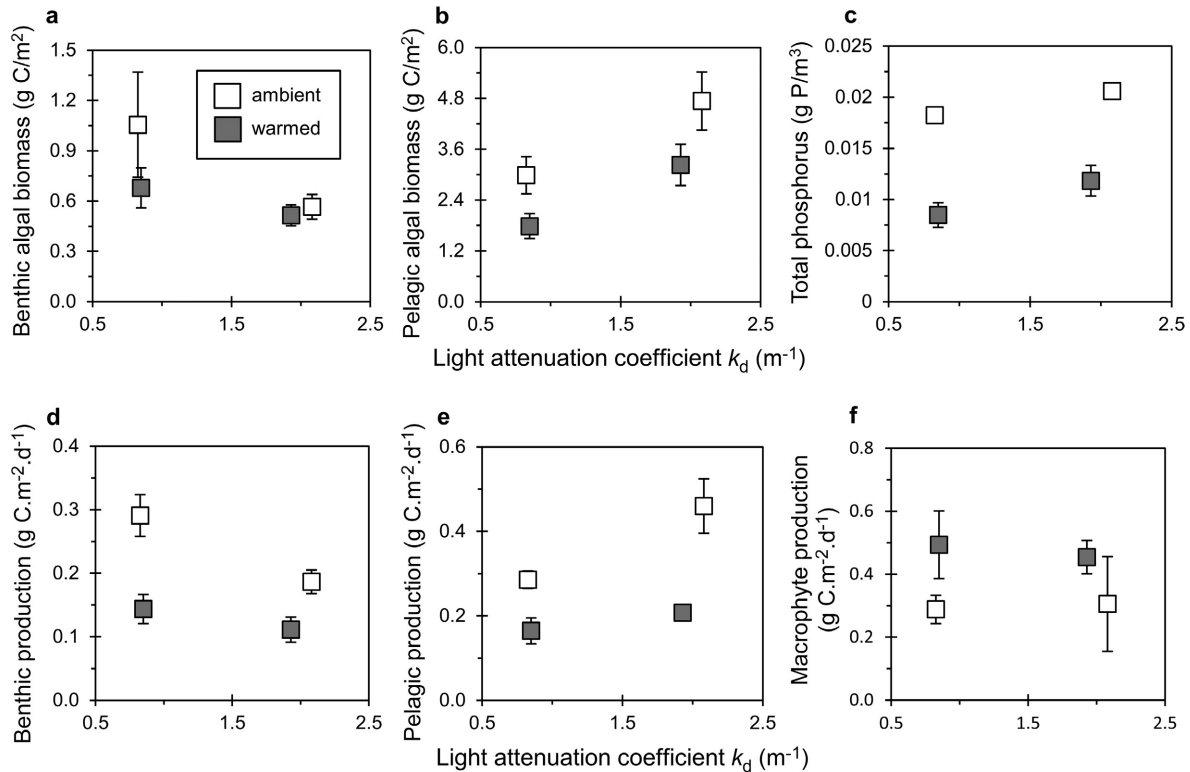 a
Benthic algal biomass (g C/m²)
1.5
1.2
0.9
0.6
0.3
0.0
0.5 1.5 2.5
ambient
warmed
b
Pelagic algal biomass (g C/m²)
6.0
4.8
3.6
2.4
1.2
0.0
0.5 1.5 2.5
c
Total phosphorus (g P/m³)
0.025
0.02
0.015
0.01
0.005
0
0.5 1.5 2.5
Light attenuation coefficient kd (m-1)
d
Benthic production (g C.m-2.d-1)
0.4
0.3
0.2
0.1
0.0
0.5 1.5 2.5
e
Pelagic production (g C.m-2.d-1)
0.6
0.4
0.2
0.0
0.5 1.5 2.5
f
Macrophyte production
(g C.m-2.d-1)
0.8
0.6
0.4
0.2
0.0
0.5 1.5 2.5
Light attenuation coefficient kd (m-1)